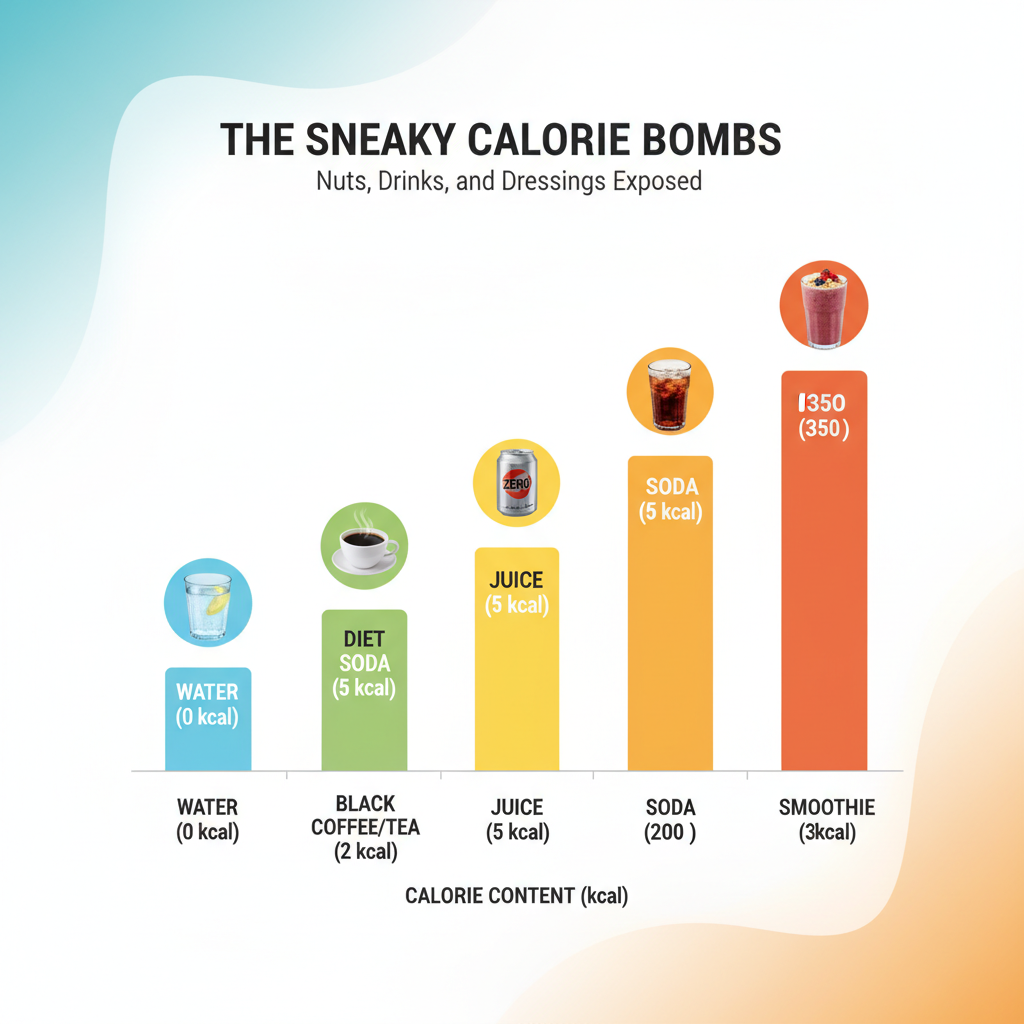 THE SNEAKY CALORIE BOMBS
Nuts, Drinks, and Dressings Exposed
I350
(350 )
SODA
(5 kcal)
ZERO
JUICE
(5 kcal)
DIET
SODA
(5 kcal)
WATER
(0 kcal)
WATER
(0 kcal)
BLACK
COFFEE/TEA
(2 kcal)
JUICE
(5 kcal)
SODA
(200 )
SMOOTHIE
(3kcal)
CALORIE CONTENT (kcal)